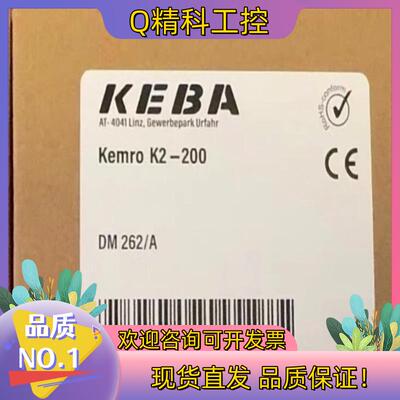 Q精科工控
KEBA
AT- 4041 Linz, Gewerbepark Urfahr
RoHS-conform
Kemro K2-200
CE
DM 262/A
品质
NO.1
欢迎咨询可开发票
现货直发 品质保证!